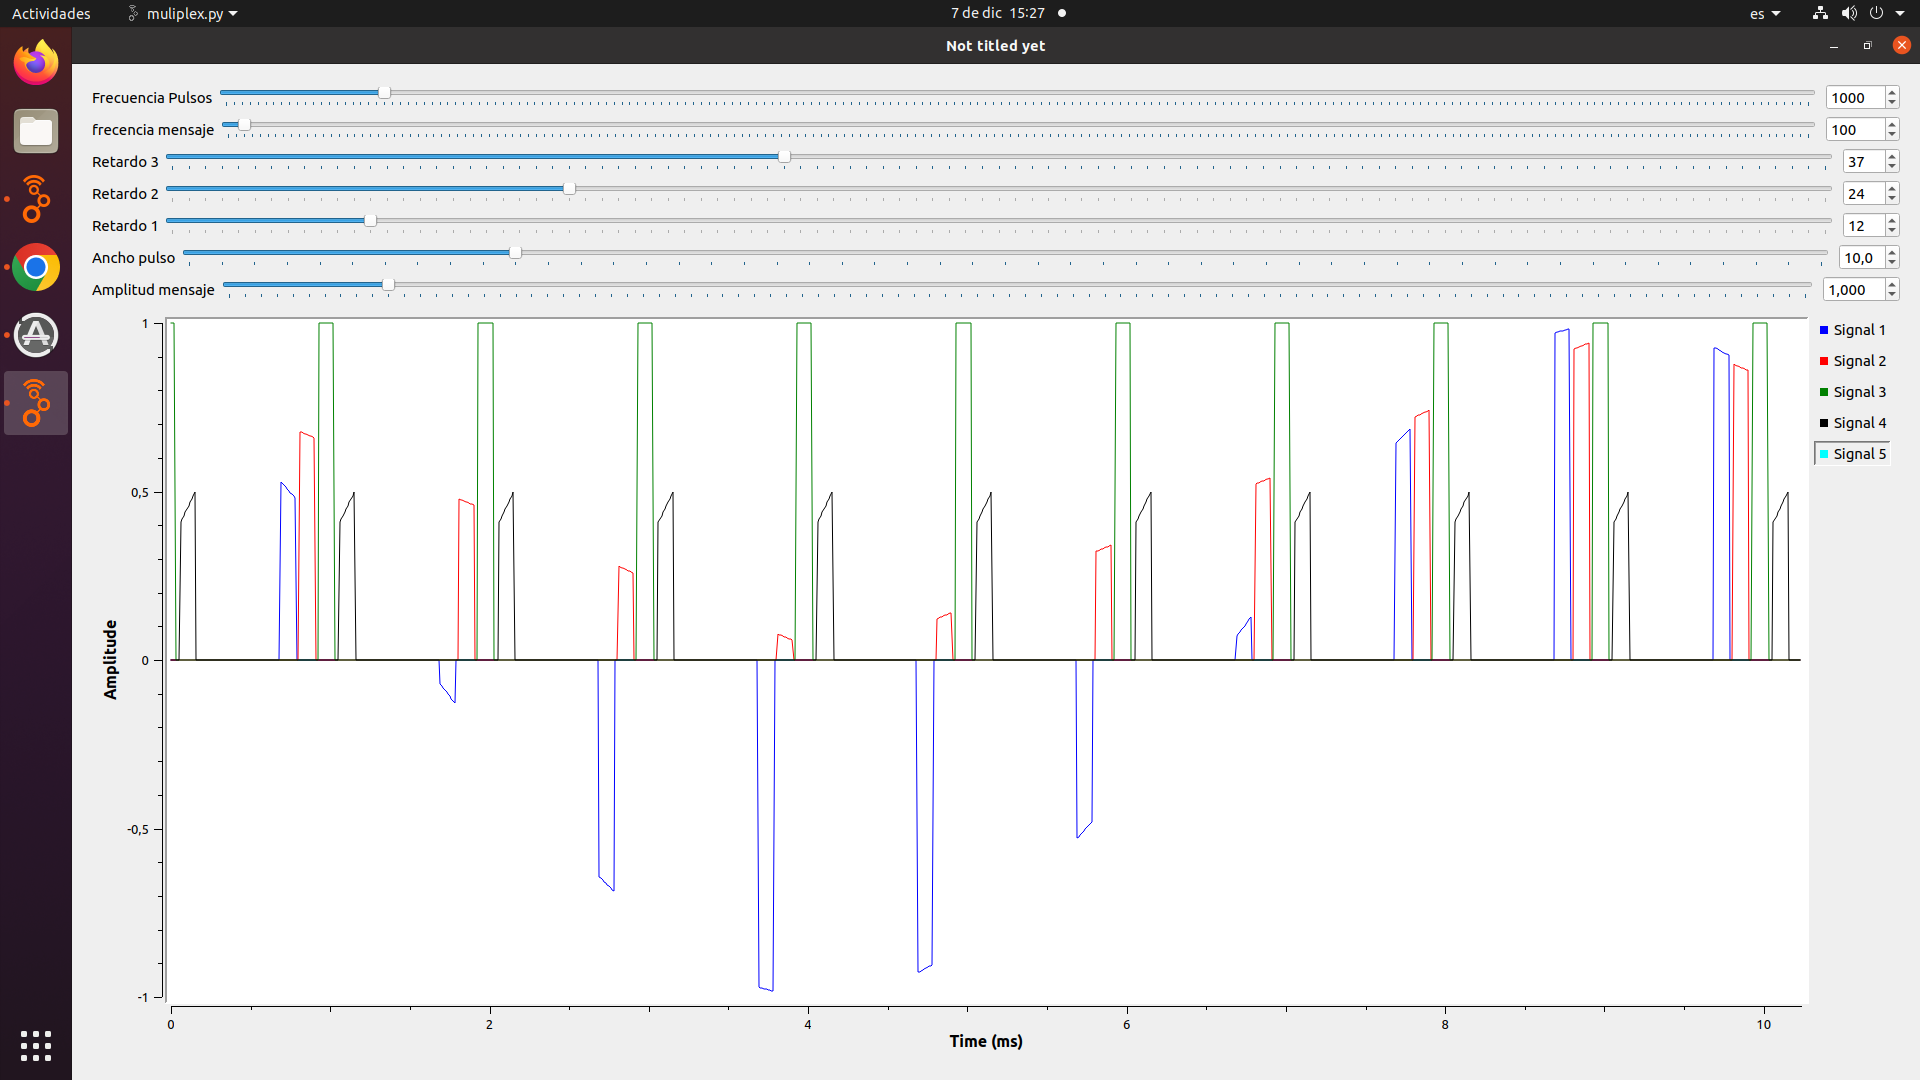 Actividades muliplex.py 7 de dic 15:27 es
Not titled yet
Frecuencia Pulsos 1000
frecencia mensaje 100
Retardo 3 37
Retardo 2 24
Retardo 1 12
Ancho pulso 10,0
Amplitud mensaje 1,000
1
0,5
0
-0,5
-1
Amplitude
0 2 4 6 8 10
Time (ms)
Signal 1
Signal 2
Signal 3
Signal 4
Signal 5